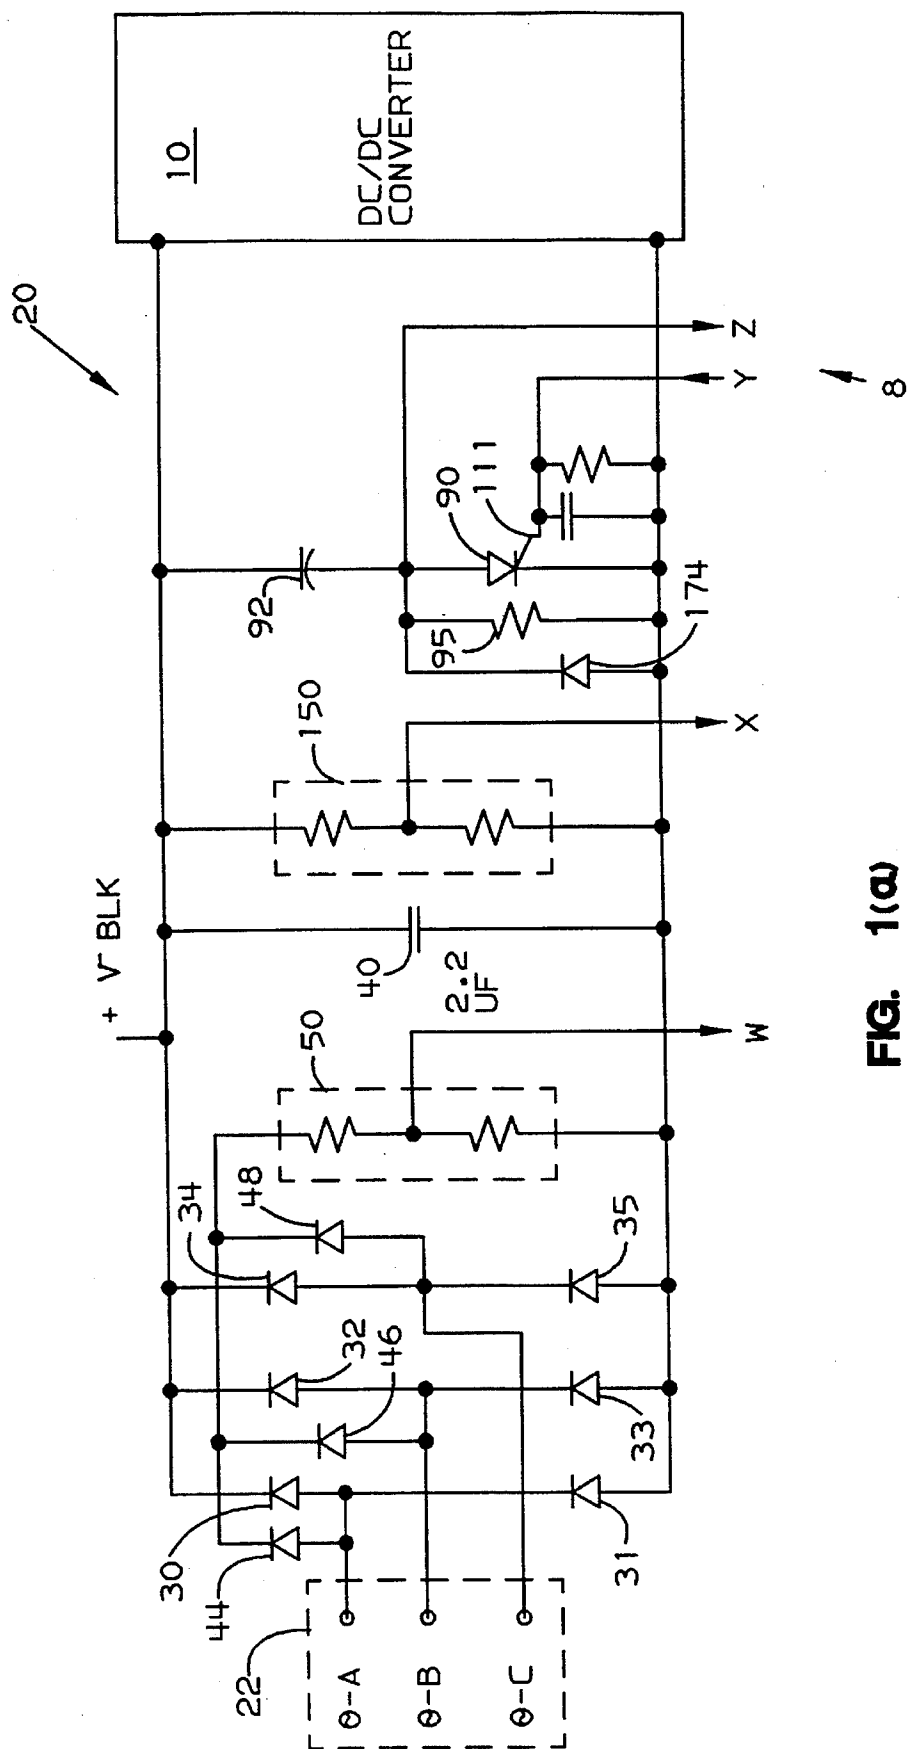 20
10
DC/DC
CONVERTER
+ V BLK
22
44
30
34
48
50
40
150
92
32
46
95
90
111
2.2
UF
Θ-A
Θ-B
Θ-C
31
33
35
174
W
X
Y
Z
8
FIG. 1(a)